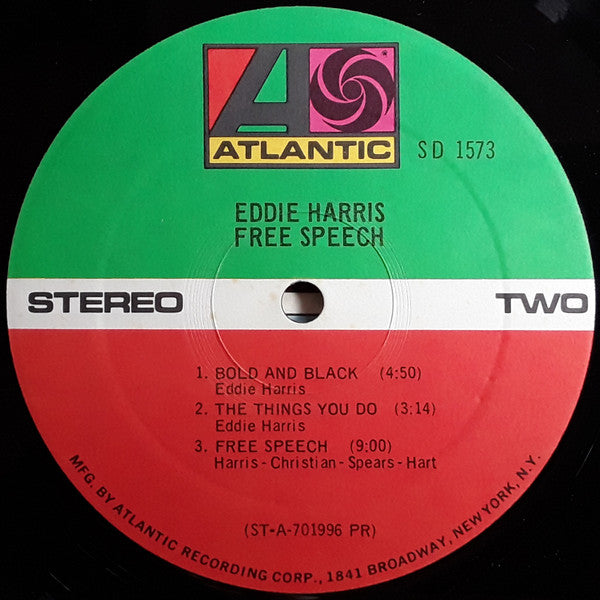 ATLANTIC
SD 1573
EDDIE HARRIS
FREE SPEECH
STEREO TWO
1. BOLD AND BLACK (4:50)
Eddie Harris
2. THE THINGS YOU DO (3:14)
Eddie Harris
3. FREE SPEECH (9:00)
Harris - Christian - Spears - Hart
(ST-A-701996 PR)
MFG. BY ATLANTIC RECORDING CORP., 1841 BROADWAY, NEW YORK, N.Y.